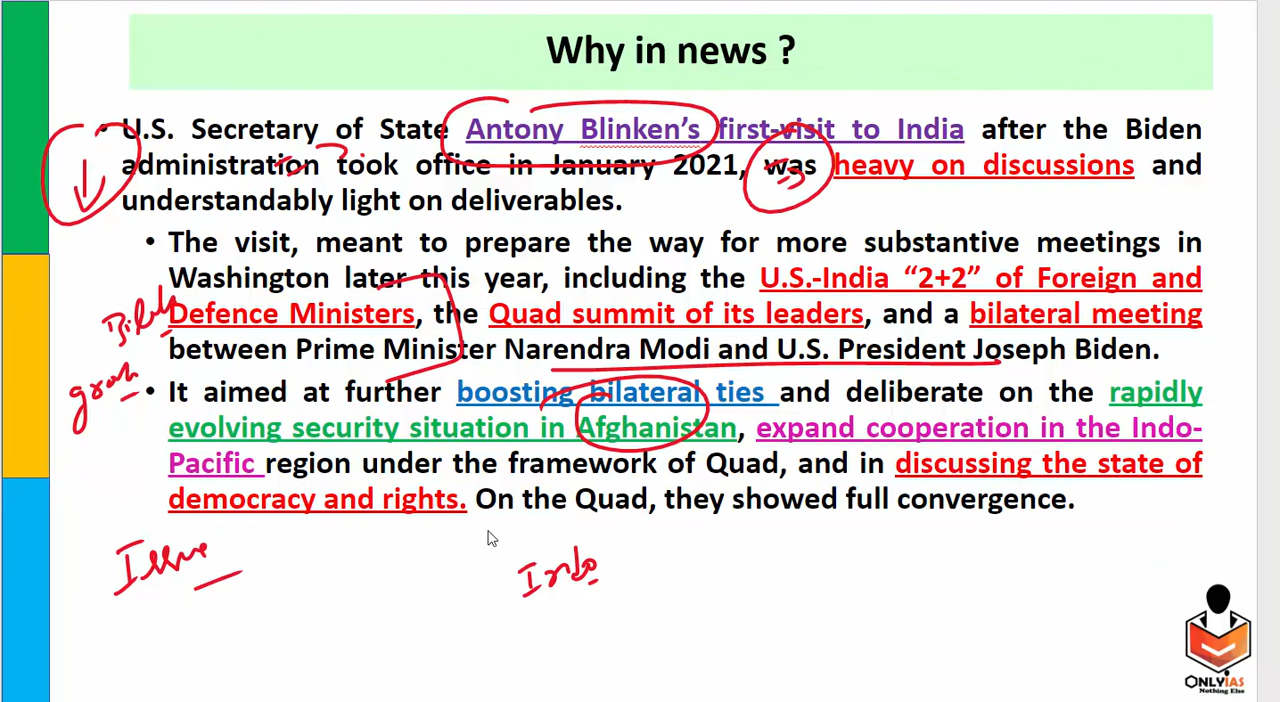 Why in news ?
• U.S. Secretary of State Antony Blinken’s first-visit to India after the Biden
administration took office in January 2021, was heavy on discussions and
understandably light on deliverables.
• The visit, meant to prepare the way for more substantive meetings in
Washington later this year, including the U.S.-India “2+2” of Foreign and
Defence Ministers, the Quad summit of its leaders, and a bilateral meeting
between Prime Minister Narendra Modi and U.S. President Joseph Biden.
• It aimed at further boosting bilateral ties and deliberate on the rapidly
evolving security situation in Afghanistan, expand cooperation in the Indo-
Pacific region under the framework of Quad, and in discussing the state of
democracy and rights. On the Quad, they showed full convergence.
Issue
Indo
ONLYIAS
Nothing Else